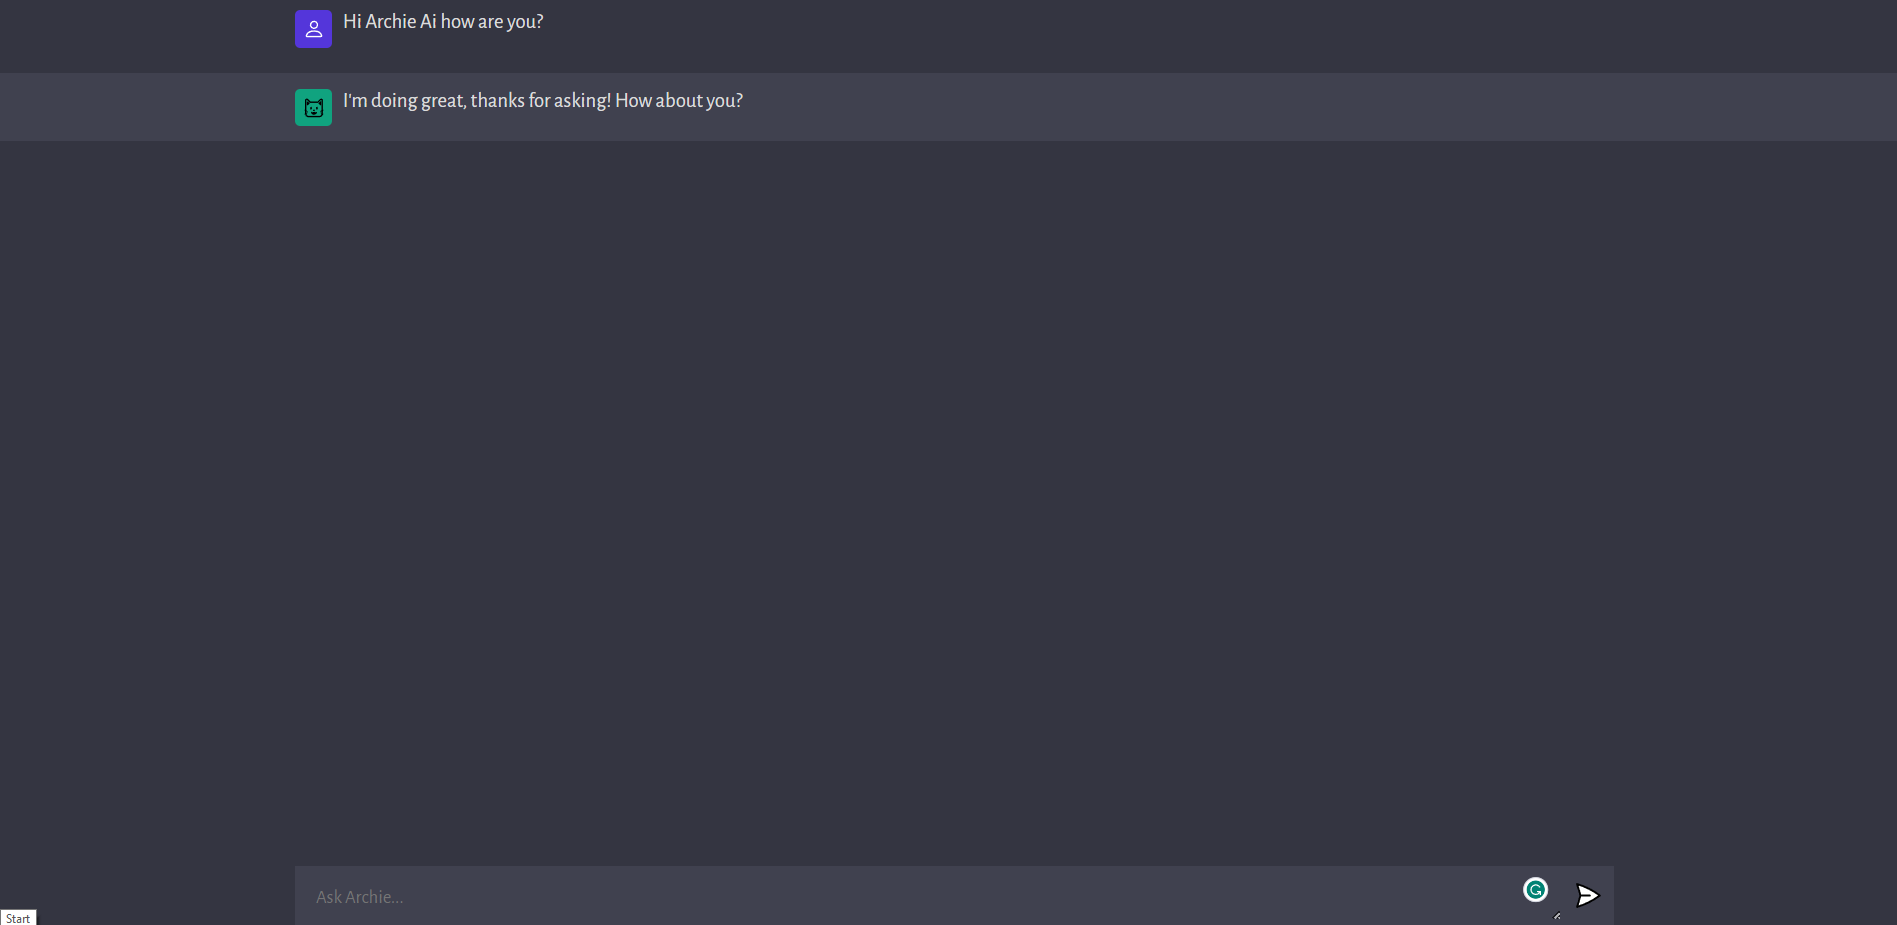 Hi Archie Ai how are you?
I'm doing great, thanks for asking! How about you?
Ask Archie...
Start